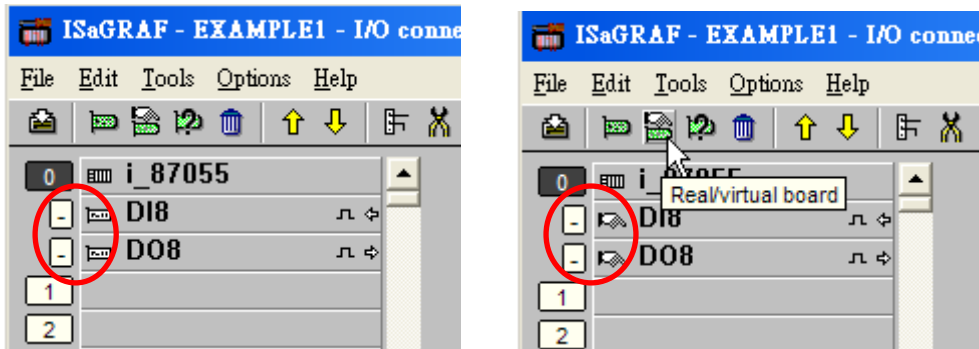 ISaGRAF - EXAMPLE1 - I/O conne
File Edit Tools Options Help
0 i_87055
- DI8
- DO8
1
2
ISaGRAF - EXAMPLE1 - I/O conne
File Edit Tools Options Help
0 i_87055
Real/virtual board
- DI8
- DO8
1
2